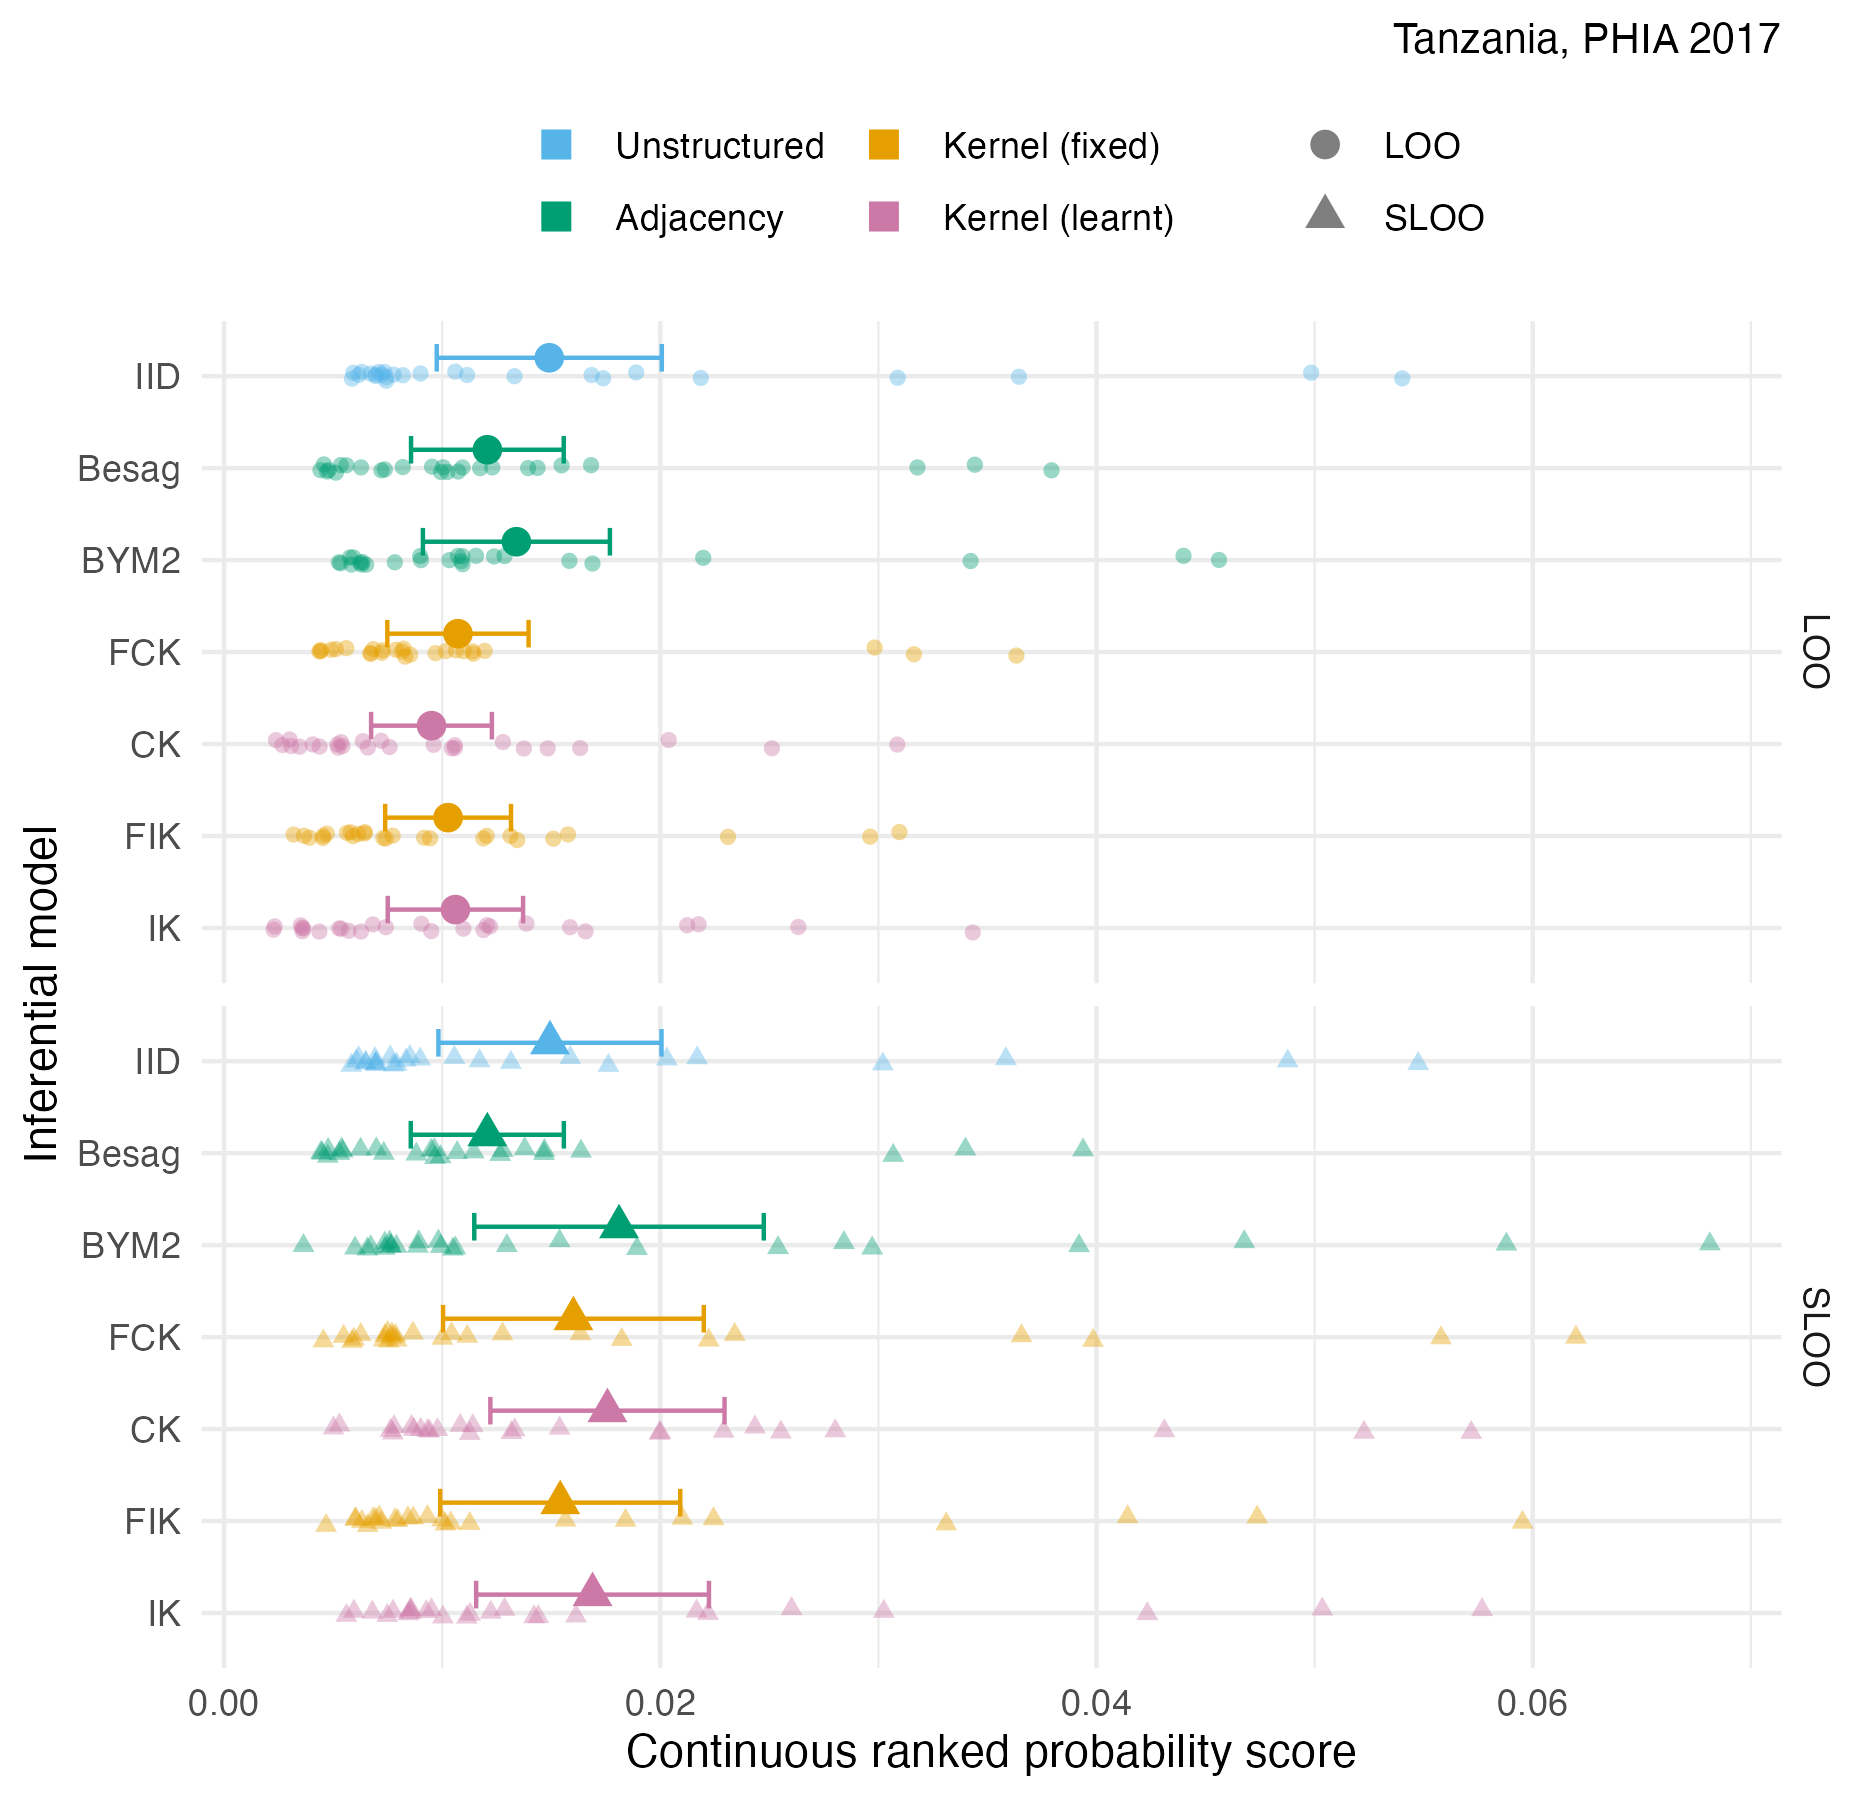 Tanzania, PHIA 2017
Unstructured
Kernel (fixed)
LOO
Adjacency
Kernel (learnt)
SLOO
Inferential model
IID
Besag
BYM2
FCK
CK
FIK
IK
LOO
IID
Besag
BYM2
FCK
CK
FIK
IK
SLOO
0.00
0.02
0.04
0.06
Continuous ranked probability score